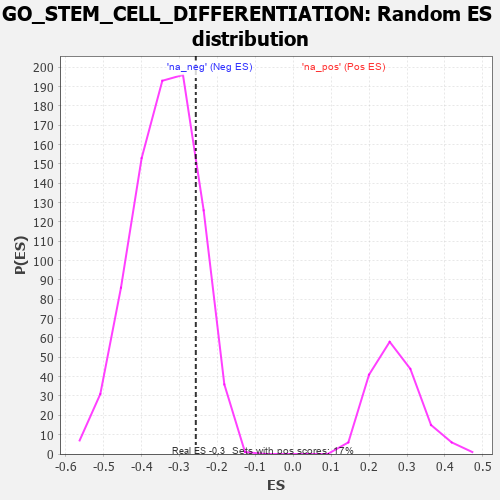 GO_STEM_CELL_DIFFERENTIATION: Random ES
distribution
'na_neg' (Neg ES)
'na_pos' (Pos ES)
200
190
180
170
160
150
140
130
120
110
100
90
80
70
60
50
40
30
20
10
0
P(ES)
Real ES -0.3 Sets with pos scores: 17%
-0.6 -0.5 -0.4 -0.3 -0.2 -0.1 0.0 0.1 0.2 0.3 0.4 0.5
ES